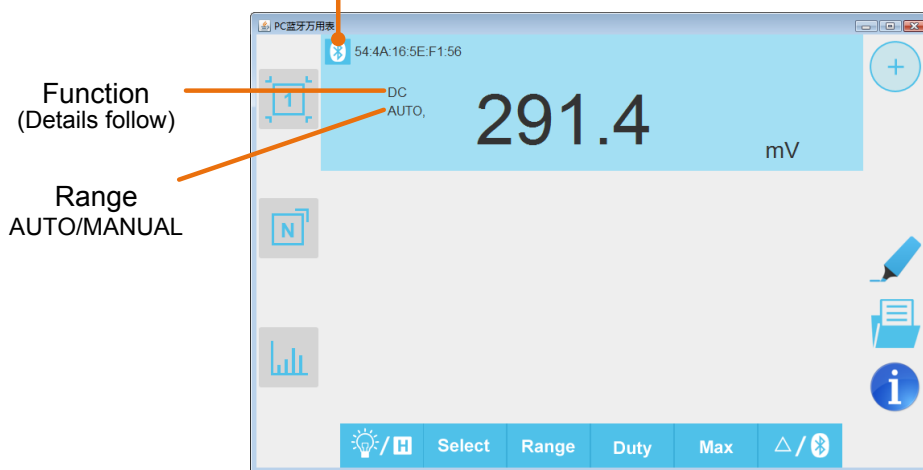 PC蓝牙万用表
54:4A:16:5E:F1:56
Function
(Details follow)
DC
AUTO,
1
291.4
mV
Range
AUTO/MANUAL
N
/H
Select
Range
Duty
Max
△/